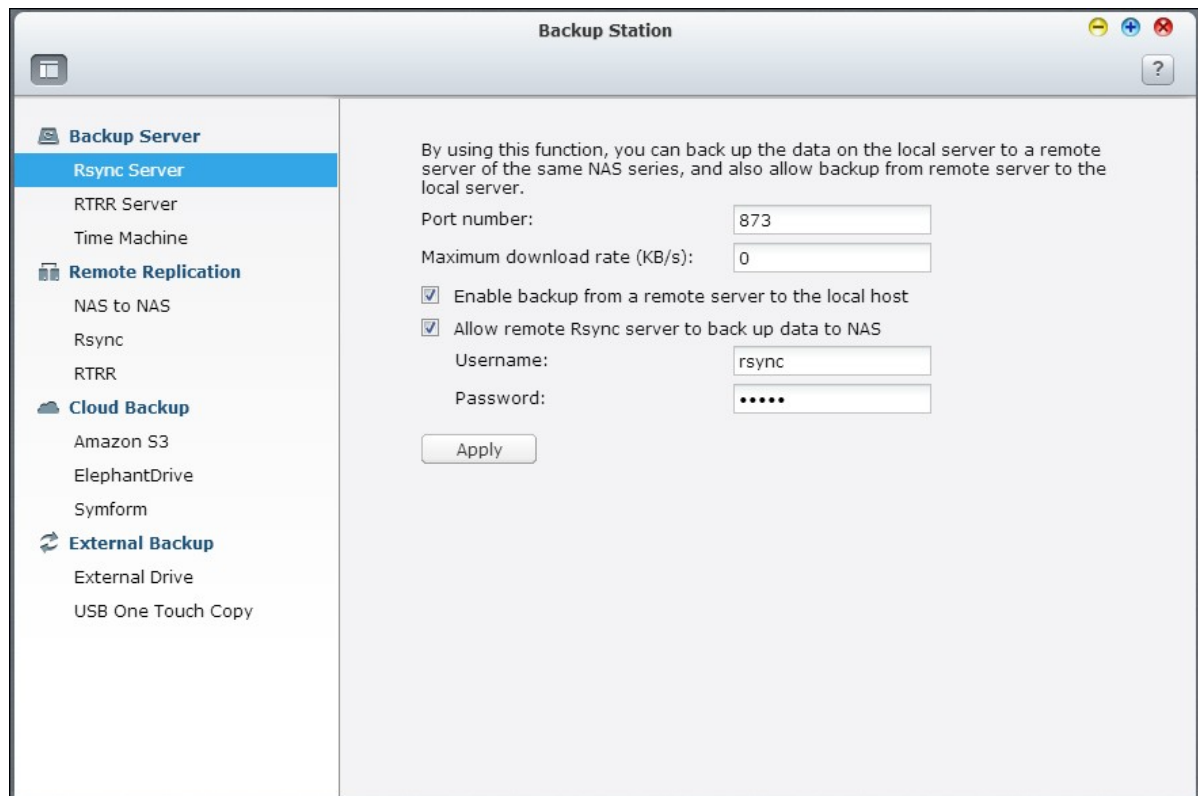 Backup Station
?
Backup Server
Rsync Server
RTRR Server
Time Machine
Remote Replication
NAS to NAS
Rsync
RTRR
Cloud Backup
Amazon S3
ElephantDrive
Symform
External Backup
External Drive
USB One Touch Copy
By using this function, you can back up the data on the local server to a remote
server of the same NAS series, and also allow backup from remote server to the
local server.
Port number: 873
Maximum download rate (KB/s): 0
Enable backup from a remote server to the local host
Allow remote Rsync server to back up data to NAS
Username: rsync
Password: •••••
Apply